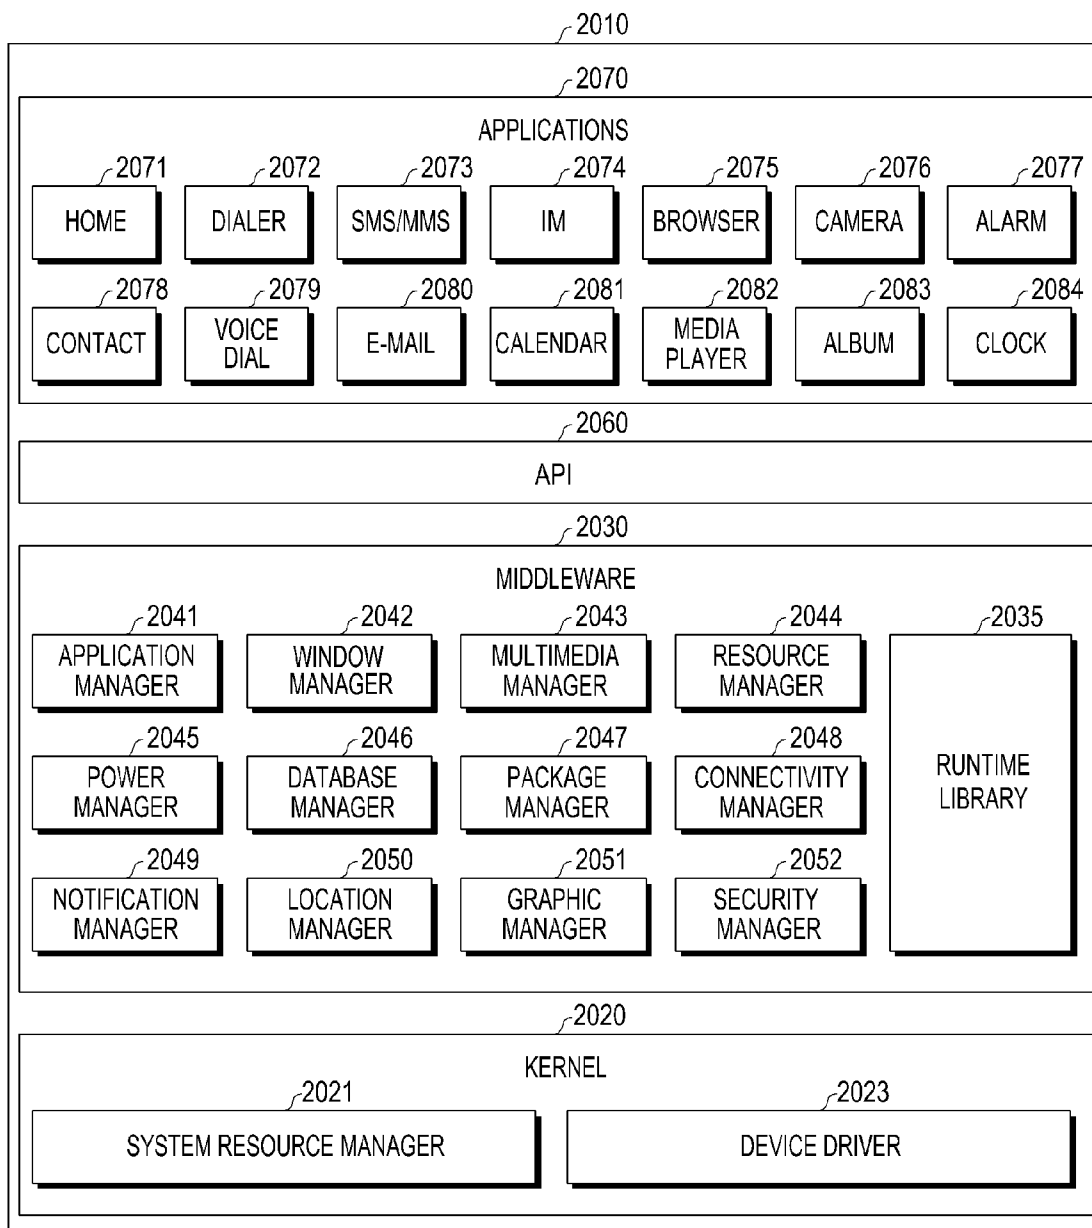 2010
2070
APPLICATIONS
2071 2072 2073 2074 2075 2076 2077
HOME DIALER SMS/MMS IM BROWSER CAMERA ALARM
2078 2079 2080 2081 2082 2083 2084
CONTACT VOICE DIAL E-MAIL CALENDAR MEDIA PLAYER ALBUM CLOCK
2060
API
2030
MIDDLEWARE
2041 2042 2043 2044 2035
APPLICATION MANAGER WINDOW MANAGER MULTIMEDIA MANAGER RESOURCE MANAGER
2045 2046 2047 2048
POWER MANAGER DATABASE MANAGER PACKAGE MANAGER CONNECTIVITY MANAGER RUNTIME LIBRARY
2049 2050 2051 2052
NOTIFICATION MANAGER LOCATION MANAGER GRAPHIC MANAGER SECURITY MANAGER
2020
KERNEL
2021 2023
SYSTEM RESOURCE MANAGER DEVICE DRIVER